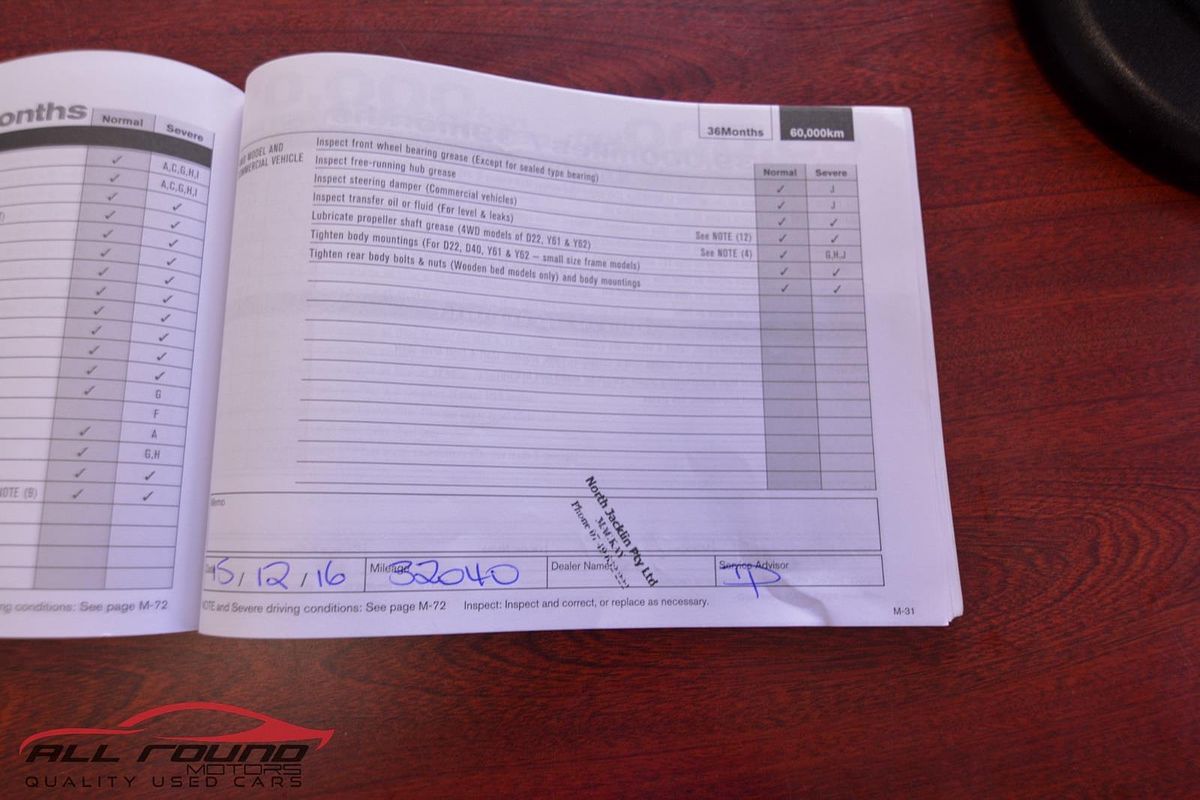 onths
Normal Severe
✓ A,C,G,H,I
✓ A,C,G,H,I
✓ ✓
✓ ✓
✓ ✓
✓ ✓
✓ ✓
✓ ✓
✓ ✓
✓ ✓
✓ ✓
✓ ✓
✓ G
F
✓ A
✓ G,H
✓ ✓
NOTE (B) ✓ ✓
ng conditions: See page M-72
36Months 60,000km
Normal Severe
MODEL AND
COMMERCIAL VEHICLE
Inspect front wheel bearing grease (Except for sealed type bearing) ✓ J
Inspect free-running hub grease ✓ J
Inspect steering damper (Commercial vehicles) ✓ ✓
Inspect transfer oil or fluid (For level & leaks) See NOTE (12) ✓ ✓
Lubricate propeller shaft grease (4WD models of D22, Y61 & Y62) See NOTE (4) ✓ G,H,J
Tighten body mountings (For D22, D40, Y61 & Y62 – small size frame models) ✓ ✓
Tighten rear body bolts & nuts (Wooden bed models only) and body mountings ✓ ✓
Memo
North Jacklin Pty Ltd
MACKAY
Phone 07
15/12/16 Mileage 32040 Dealer Name Service Advisor
NOTE and Severe driving conditions: See page M-72 Inspect: Inspect and correct, or replace as necessary.
M-31
ALL ROUND
MOTORS
QUALITY USED CARS